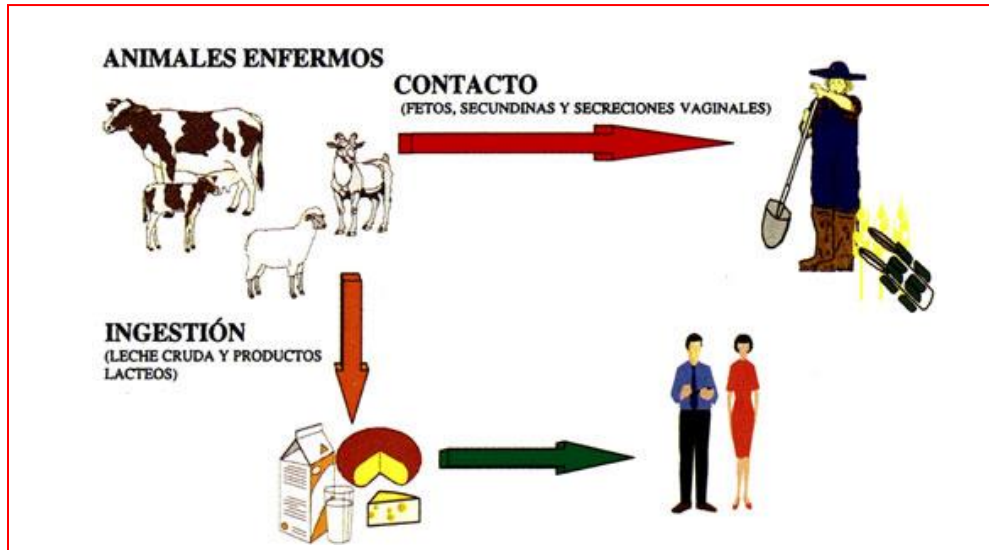 ANIMALES ENFERMOS
CONTACTO
(FETOS, SECUNDINAS Y SECRECIONES VAGINALES)
INGESTIÓN
(LECHE CRUDA Y PRODUCTOS
LACTEOS)